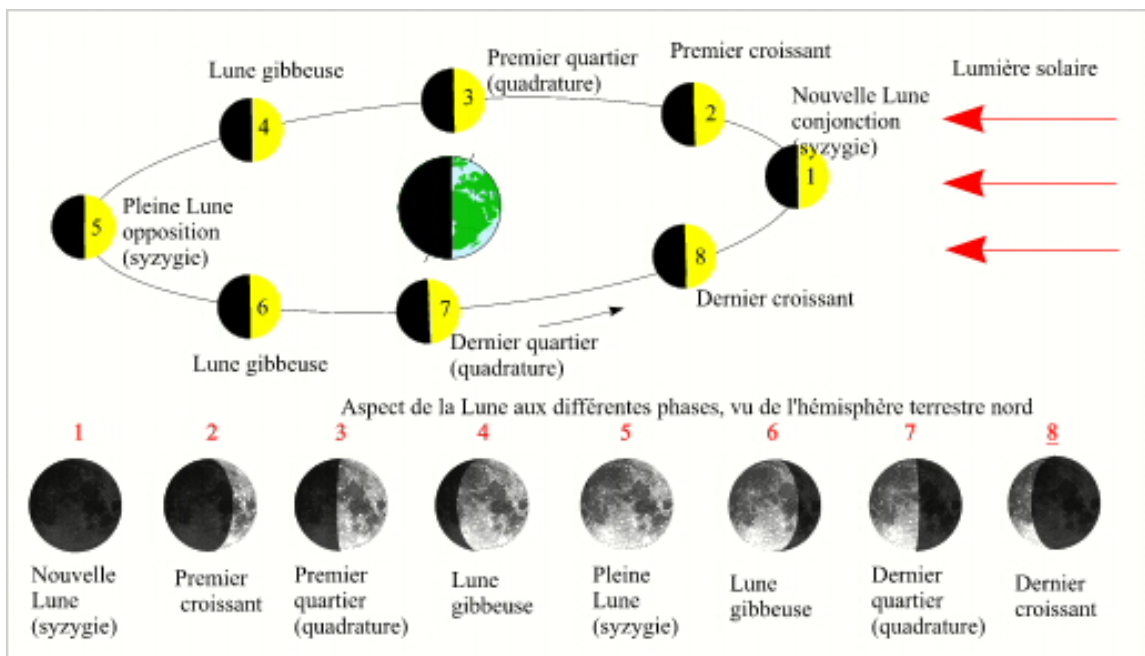 Lune gibbeuse
Premier quartier
(quadrature)
Premier croissant
Lumière solaire
Nouvelle Lune
conjonction
(syzygie)
4
3
2
1
5
Pleine Lune
opposition
(syzygie)
8
Dernier croissant
6
7
Lune gibbeuse
Dernier quartier
(quadrature)
Aspect de la Lune aux différentes phases, vu de l'hémisphère terrestre nord
1 2 3 4 5 6 7 8
Nouvelle
Lune
(syzygie)
Premier
croissant
Premier
quartier
(quadrature)
Lune
gibbeuse
Pleine
Lune
(syzygie)
Lune
gibbeuse
Dernier
quartier
(quadrature)
Dernier
croissant